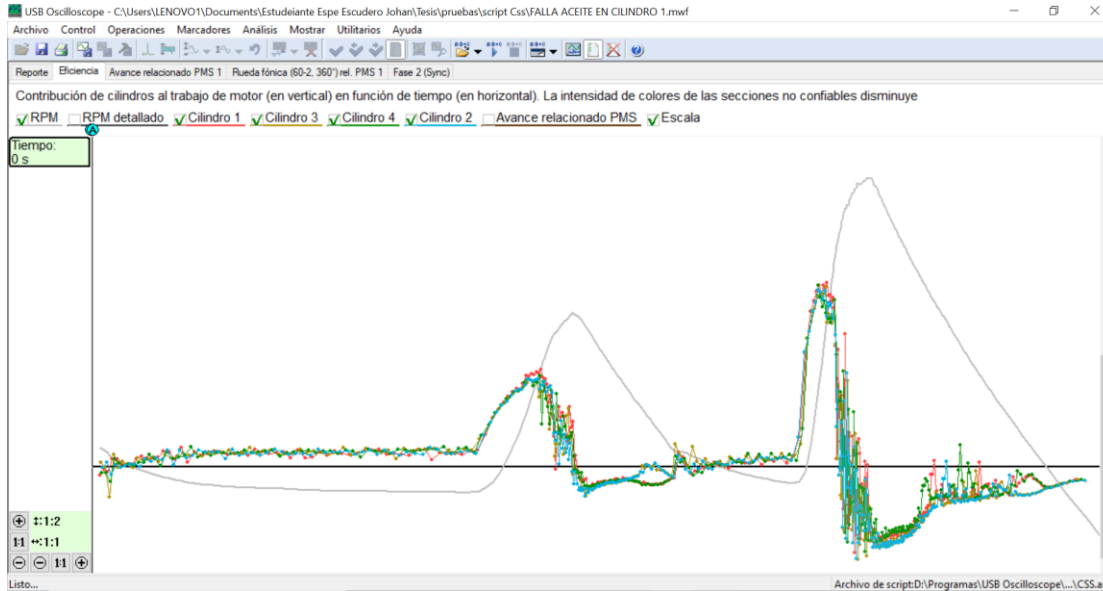 USB Oscilloscope - C:\Users\LENOVO1\Documents\Estudeiante Espe Escudero Johan\Tesis\pruebas\script Css\FALLA ACEITE EN CILINDRO 1.mwf
Archivo Control Operaciones Marcadores Análisis Mostrar Utilitarios Ayuda
Reporte Eficiencia Avance relacionado PMS 1 Rueda fónica (60-2, 360°) rel. PMS 1 Fase 2 (Sync)
Contribución de cilindros al trabajo de motor (en vertical) en función de tiempo (en horizontal). La intensidad de colores de las secciones no confiables disminuye
RPM RPM detallado Cilindro 1 Cilindro 3 Cilindro 4 Cilindro 2 Avance relacionado PMS Escala
A
Tiempo:
0 s
1:2
1:1 1:1
1:1
Listo... Archivo de script:D:\Programas\USB Oscilloscope\...\CSS.a